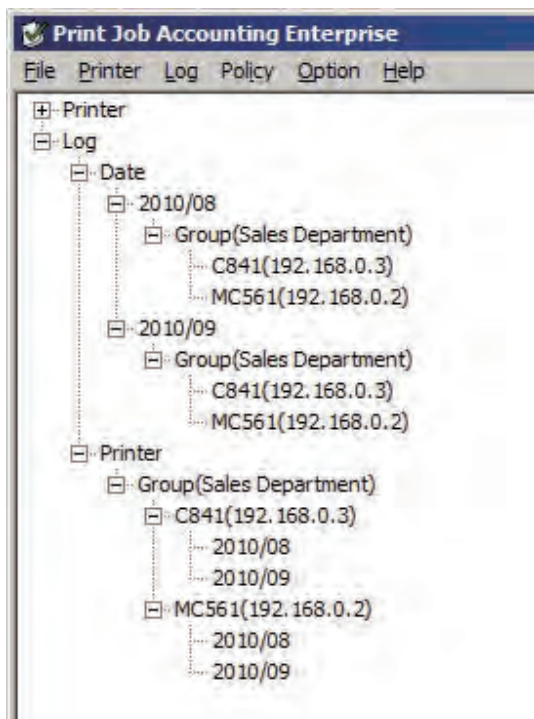 Print Job Accounting Enterprise
File Printer Log Policy Option Help
Printer
Log
Date
2010/08
Group(Sales Department)
C841(192.168.0.3)
MC561(192.168.0.2)
2010/09
Group(Sales Department)
C841(192.168.0.3)
MC561(192.168.0.2)
Printer
Group(Sales Department)
C841(192.168.0.3)
2010/08
2010/09
MC561(192.168.0.2)
2010/08
2010/09